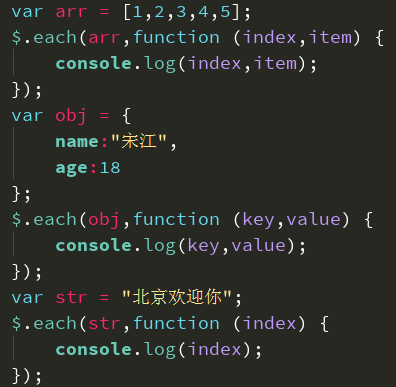 var arr = [1,2,3,4,5];
$.each(arr,function (index,item) {
    console.log(index,item);
});
var obj = {
    name:"宋江",
    age:18
};
$.each(obj,function (key,value) {
    console.log(key,value);
});
var str = "北京欢迎你";
$.each(str,function (index) {
    console.log(index);
});